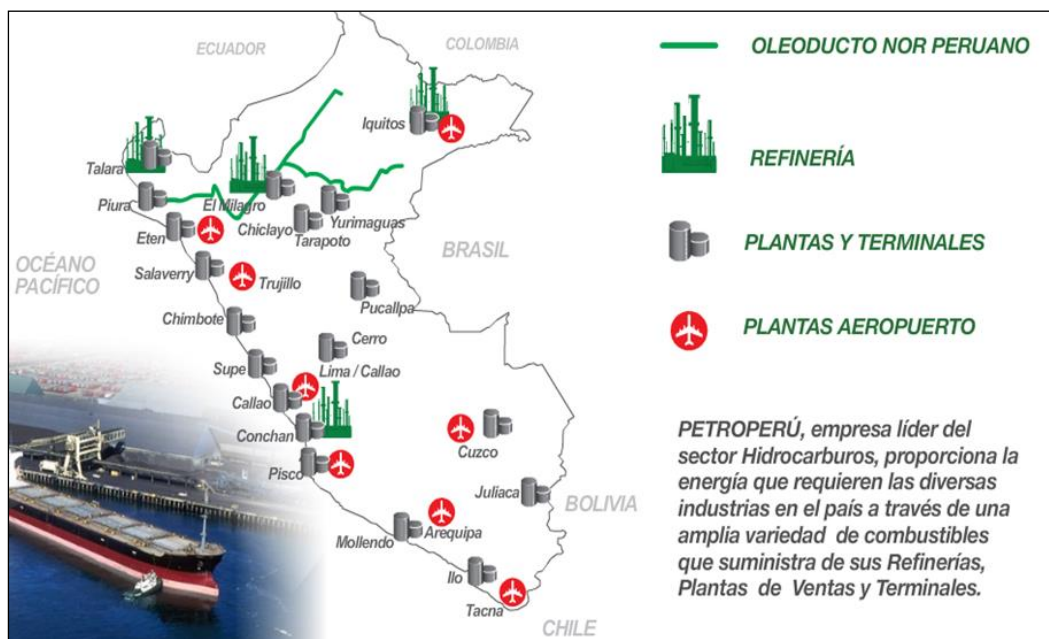 ECUADOR
COLOMBIA
Iquitos
Talara
Piura
El Milagro
Yurimaguas
Chiclayo
Tarapoto
Eten
BRASIL
OCÉANO
PACÍFICO
Salaverry
Trujillo
Pucallpa
Chimbote
Cerro
Supe
Lima / Callao
Callao
Conchan
Pisco
Cuzco
Juliaca
BOLIVIA
Mollendo
Arequipa
Ilo
Tacna
CHILE
OLEODUCTO NOR PERUANO
REFINERÍA
PLANTAS Y TERMINALES
PLANTAS AEROPUERTO
PETROPERÚ, empresa líder del
sector Hidrocarburos, proporciona la
energía que requieren las diversas
industrias en el país a través de una
amplia variedad de combustibles
que suministra de sus Refinerías,
Plantas de Ventas y Terminales.